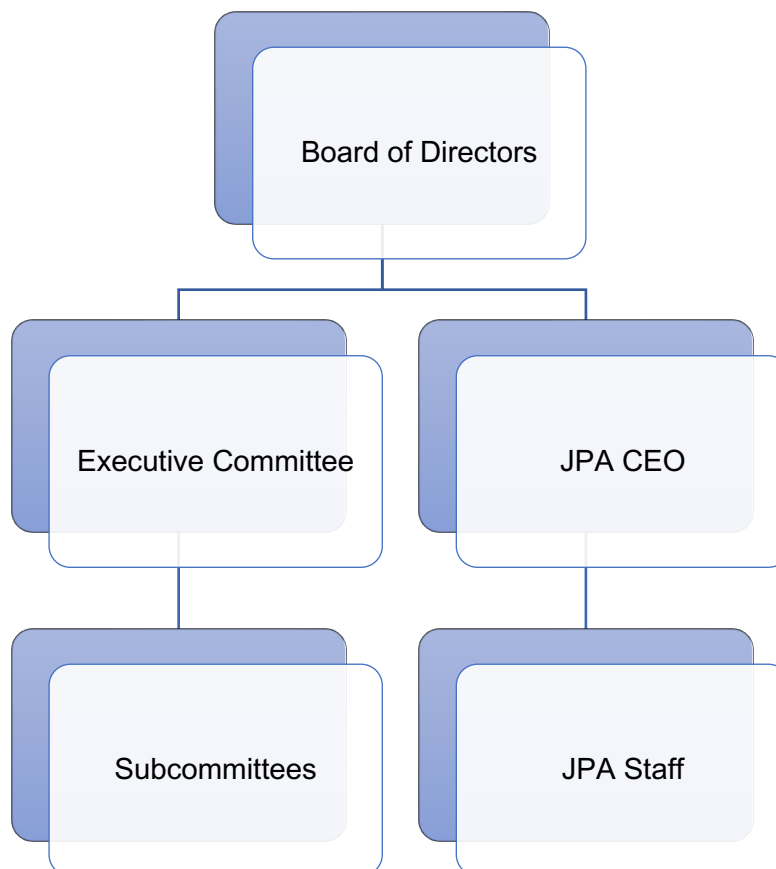 Board of Directors
Executive Committee
JPA CEO
Subcommittees
JPA Staff